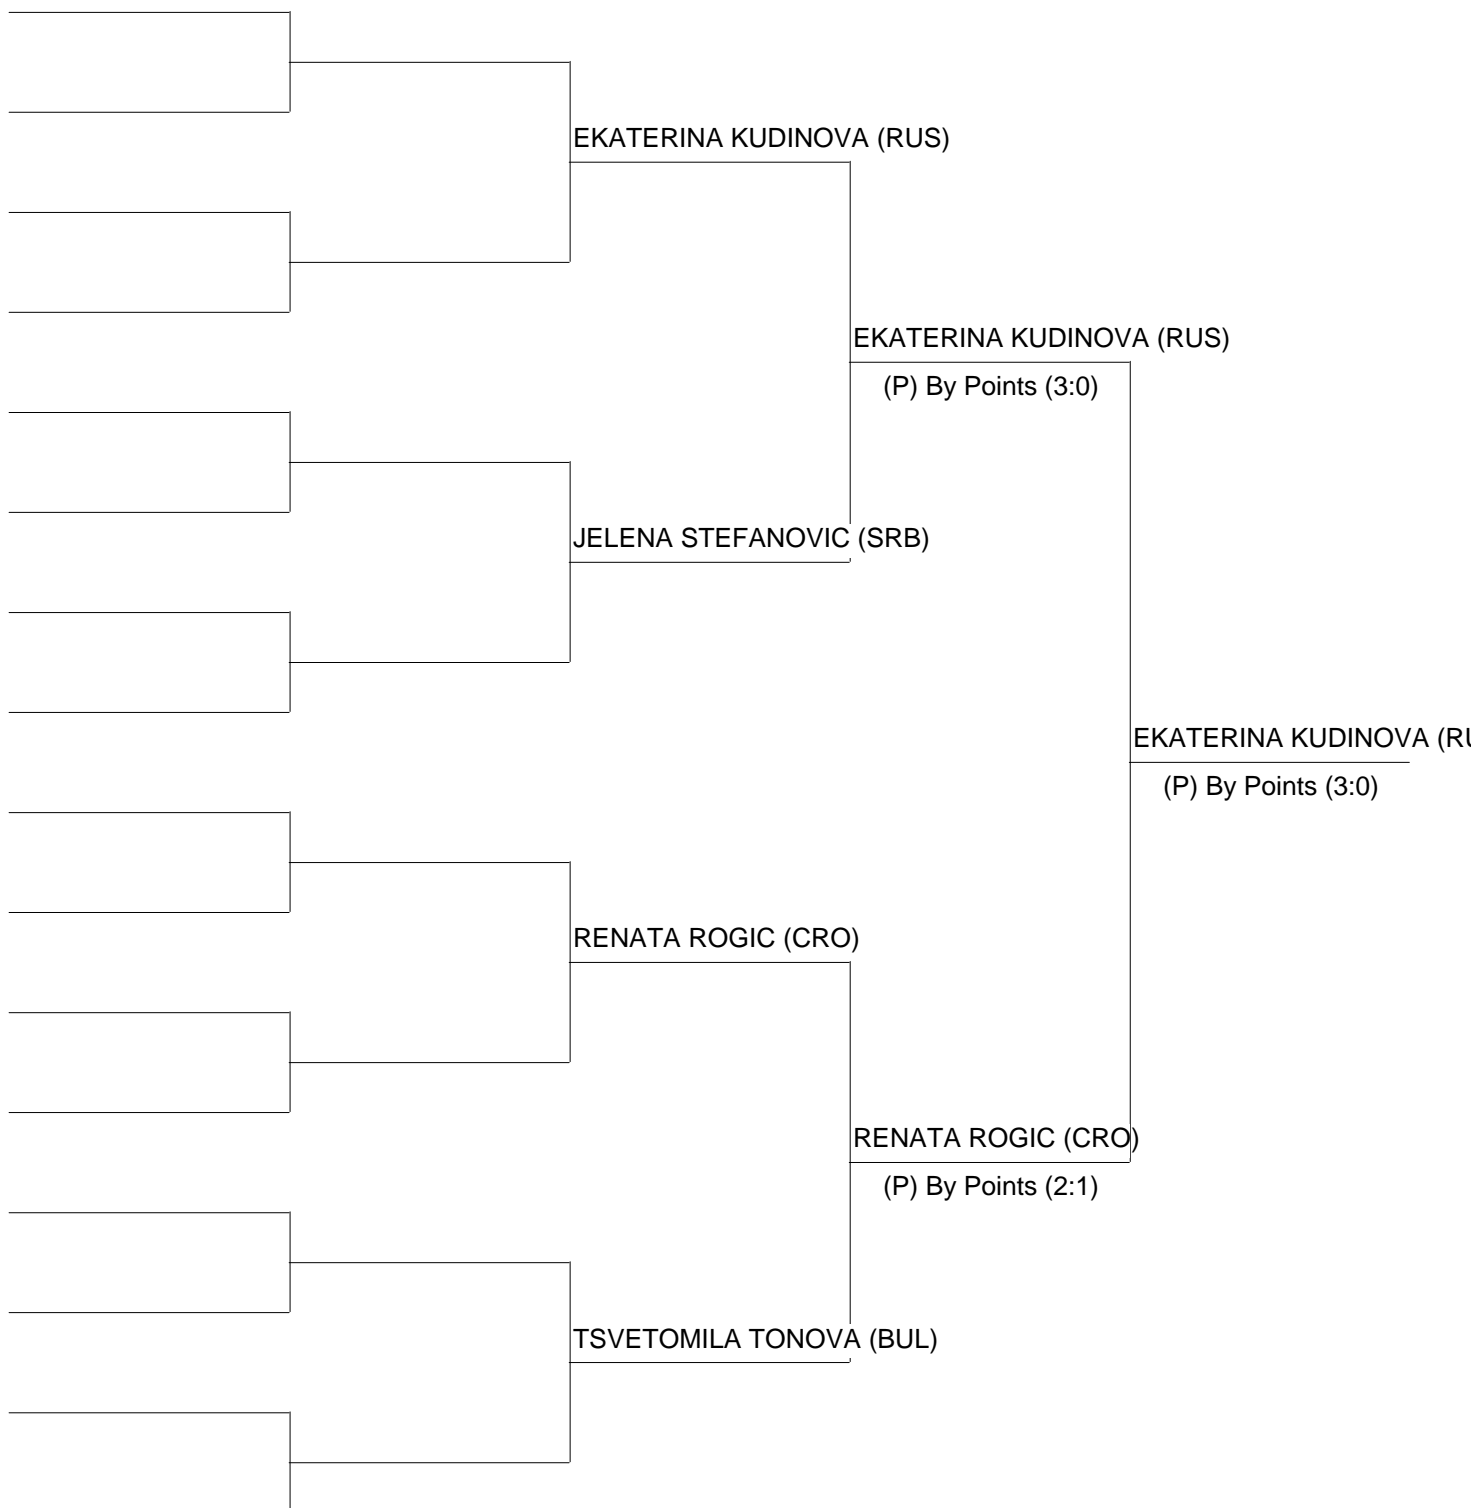 EKATERINA KUDINOVA (RUS)
EKATERINA KUDINOVA (RUS)
(P) By Points (3:0)
JELENA STEFANOVIC (SRB)
EKATERINA KUDINOVA (RU
(P) By Points (3:0)
RENATA ROGIC (CRO)
RENATA ROGIC (CRO)
(P) By Points (2:1)
TSVETOMILA TONOVA (BUL)